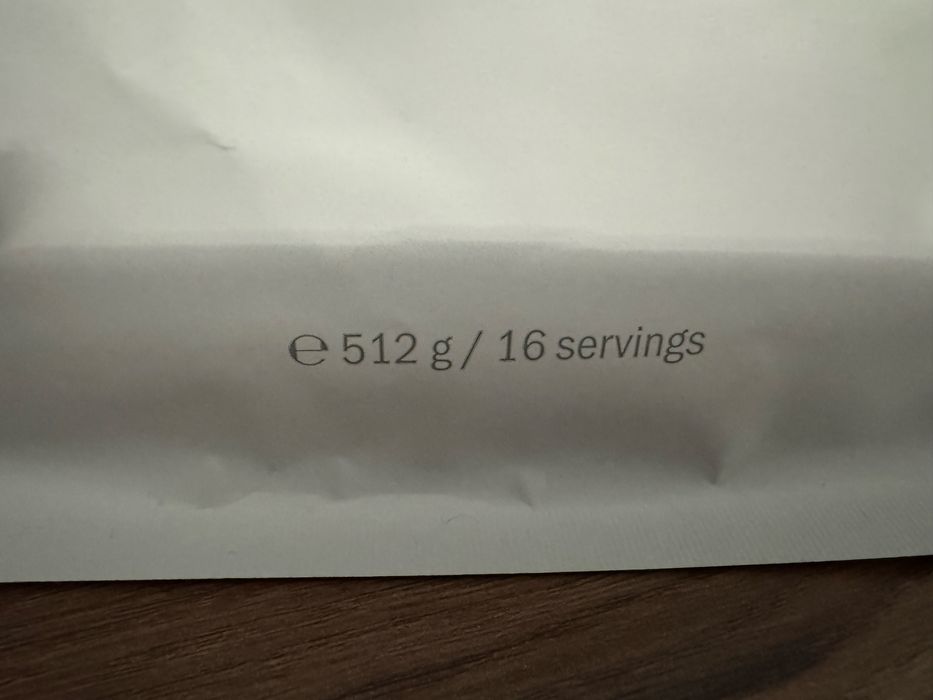 ℮ 512 g / 16 servings